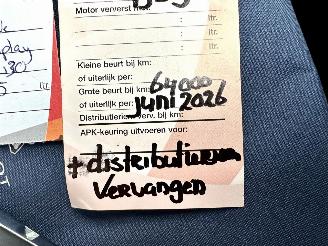 Motor ververst
: ltr.
: ltr.
: ltr.
Kleine beurt bij km:
of uiterlijk per: 64000
Grote beurt bij km:
of uiterlijk per: juni 2026
Distributieriem verv. bij km:
APK-keuring uitvoeren voor:
+ distributieriem
vervangen